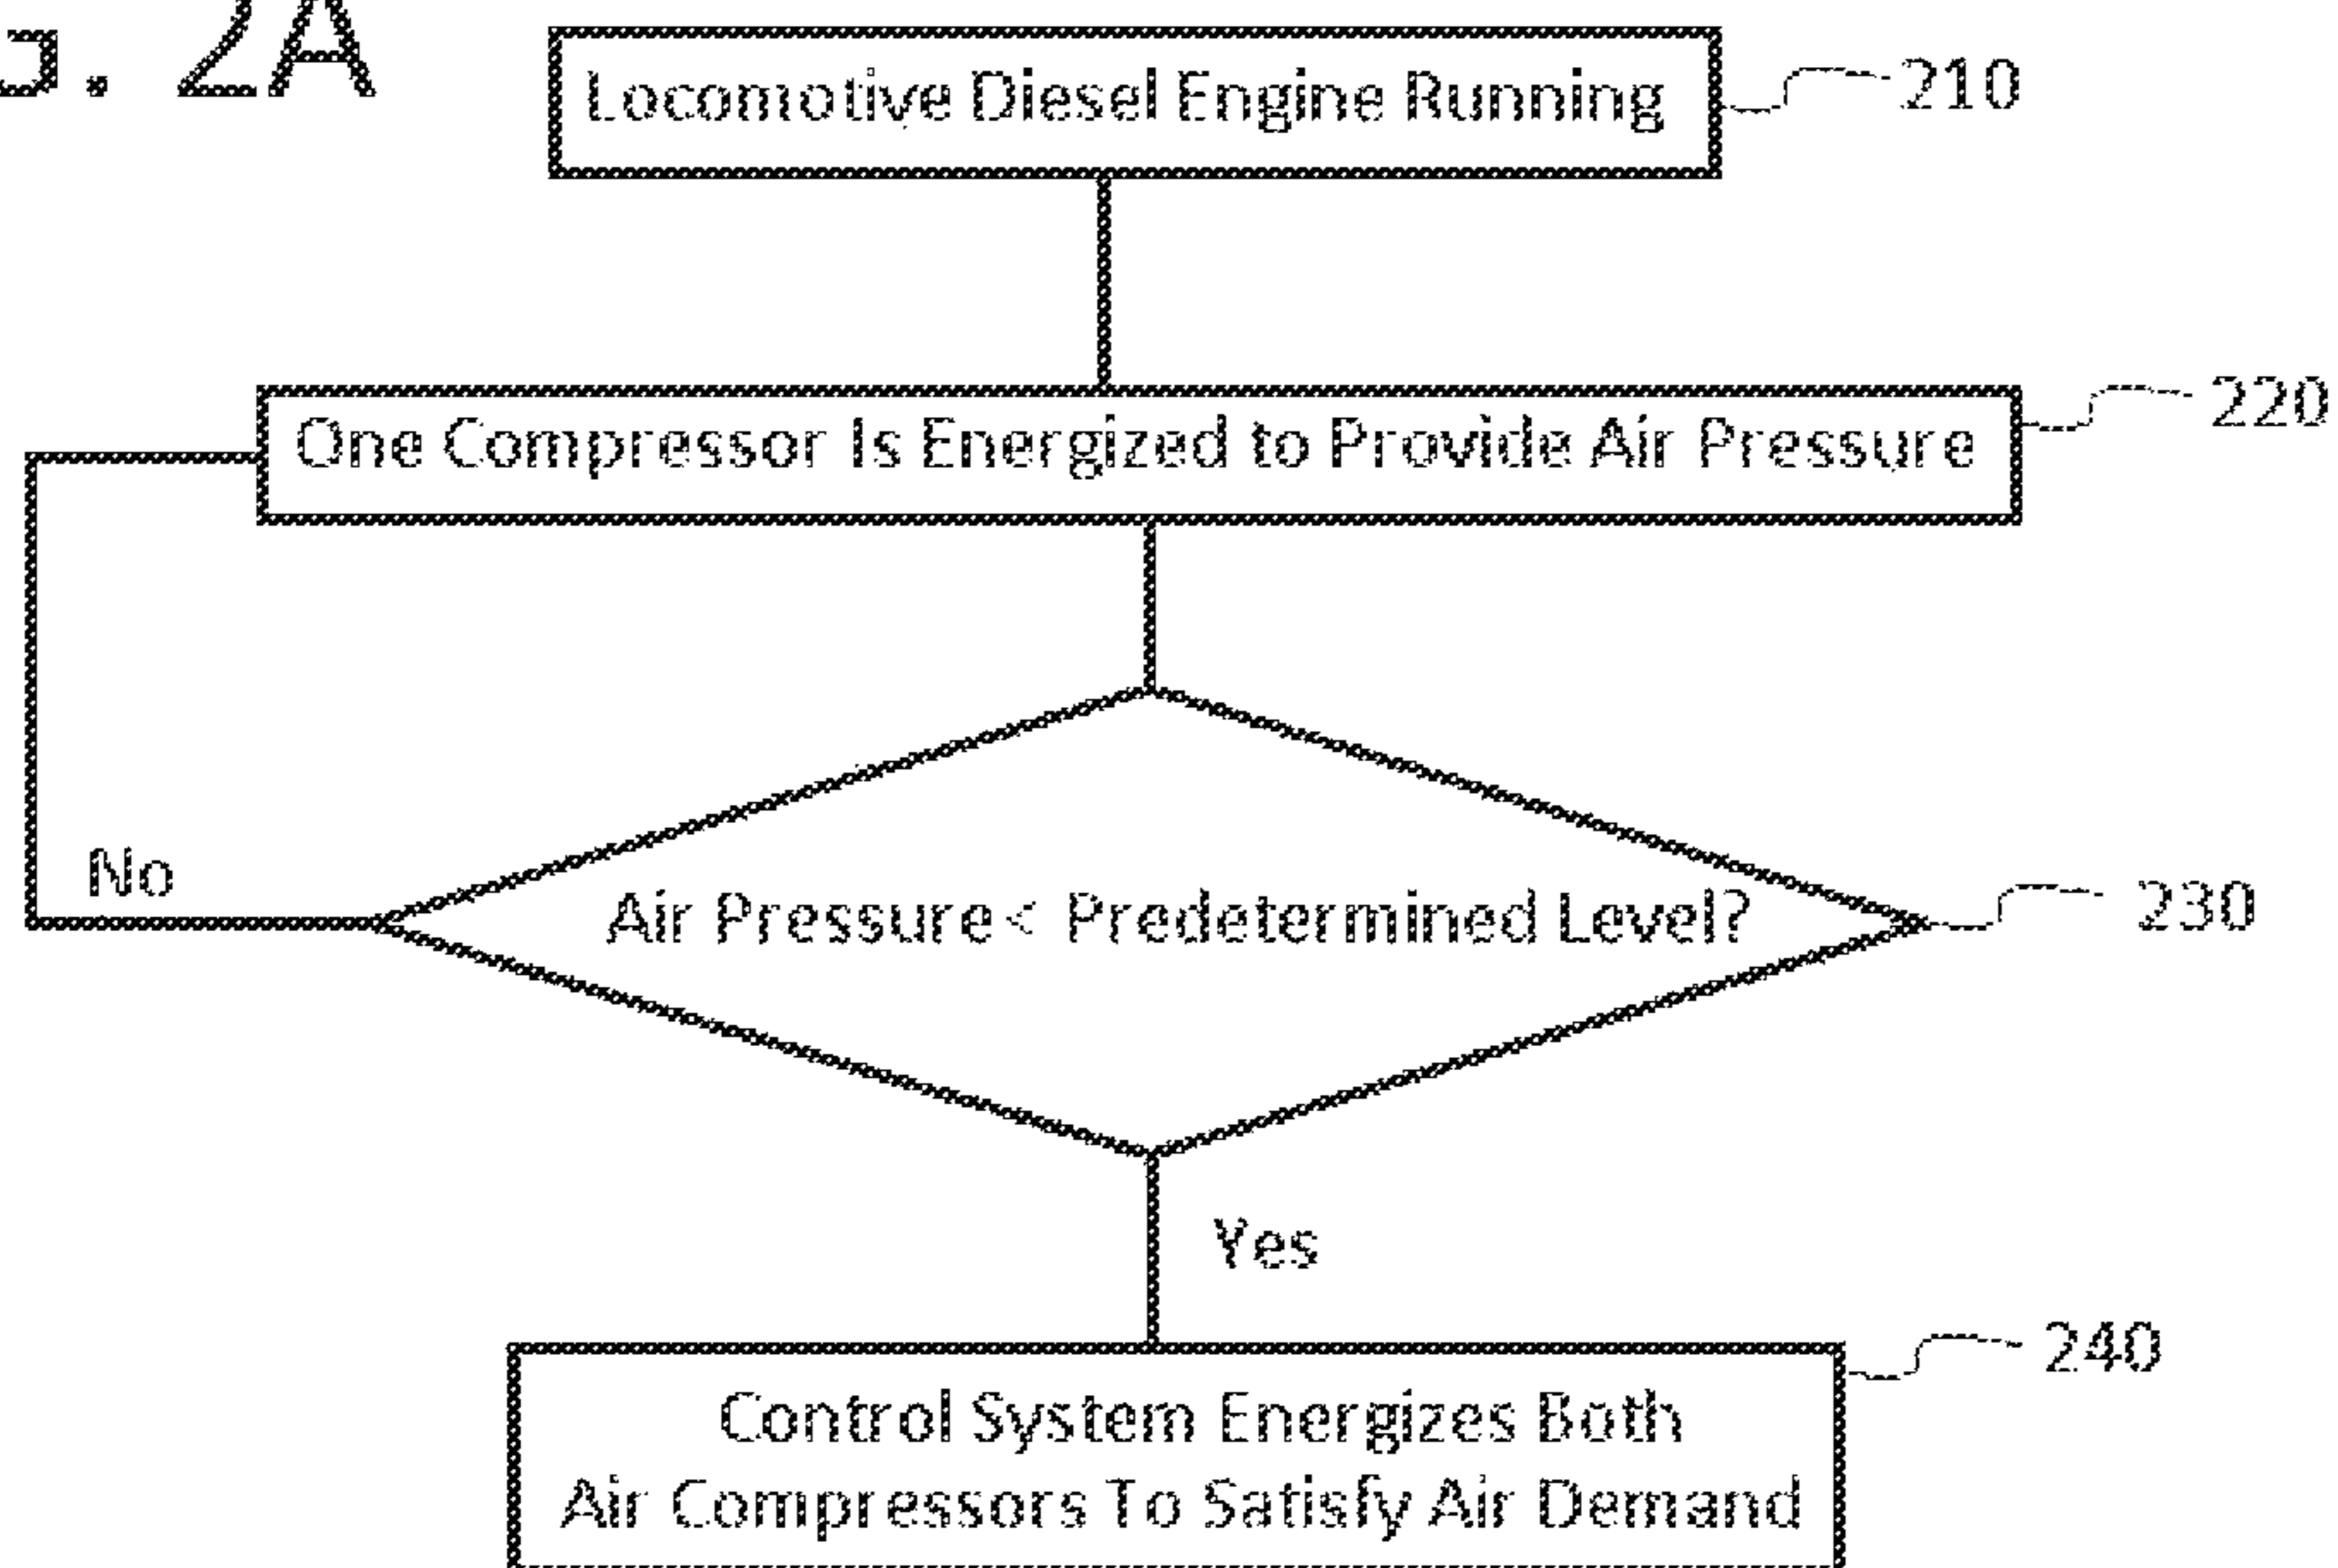 G. 2A
Locomotive Diesel Engine Running
210
One Compressor Is Energized to Provide Air Pressure
220
No
Air Pressure< Predetermined Level?
230
Yes
240
Control System Energizes Both
Air Compressors To Satisfy Air Demand